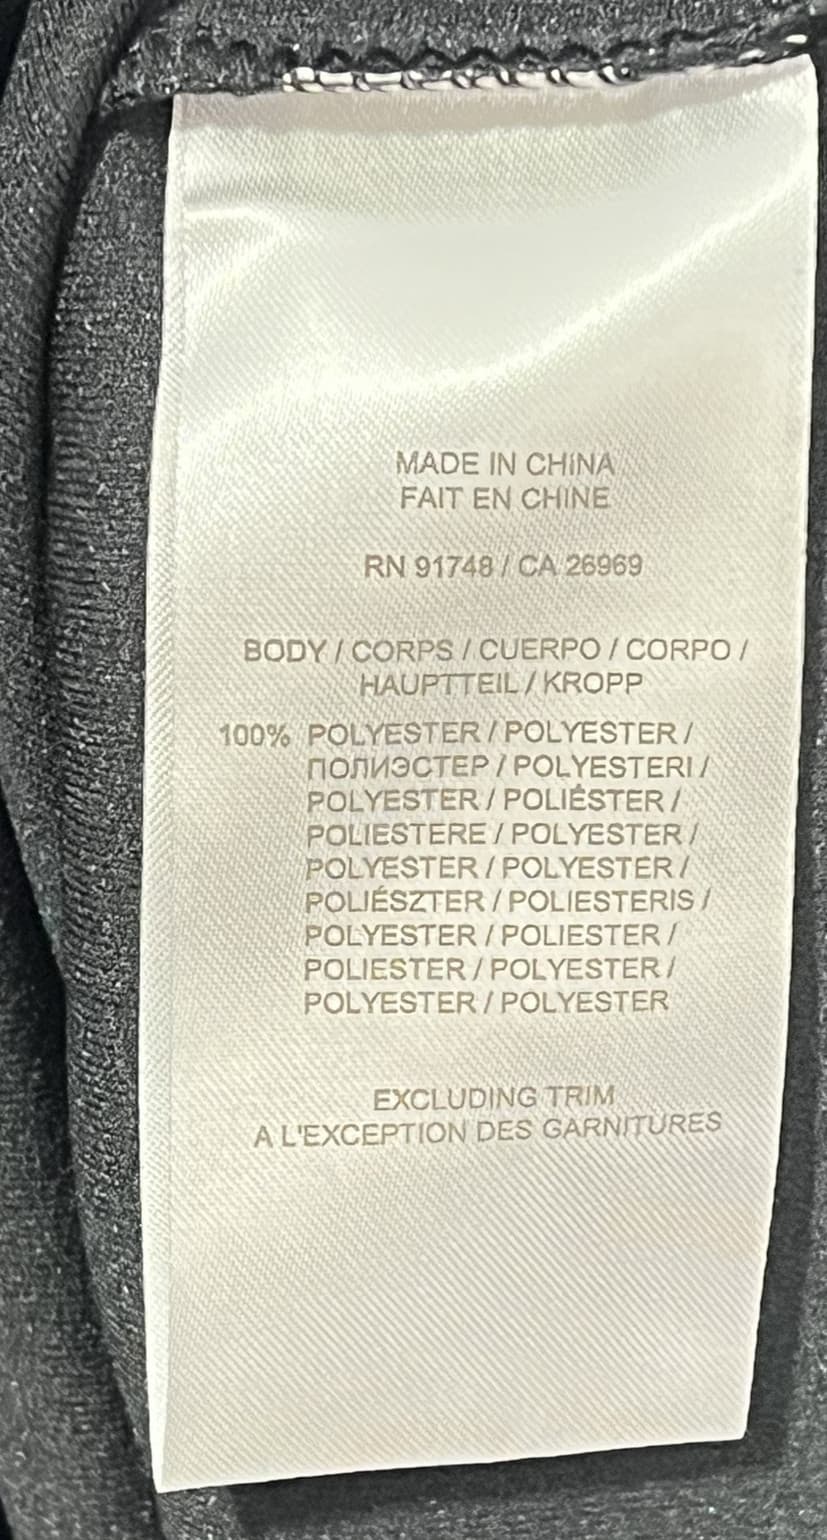 MADE IN CHINA
FAIT EN CHINE
RN 91748 / CA 26969
BODY / CORPS / CUERPO / CORPO /
HAUPTTEIL / KROPP
100% POLYESTER / POLYESTER /
ПОЛИЭСТЕР / POLYESTERI /
POLYESTER / POLIÉSTER /
POLIESTERE / POLYESTER /
POLYESTER / POLYESTER /
POLIÉSZTER / POLIESTERIS /
POLYESTER / POLIESTER /
POLIESTER / POLYESTER /
POLYESTER / POLYESTER
EXCLUDING TRIM
A L'EXCEPTION DES GARNITURES